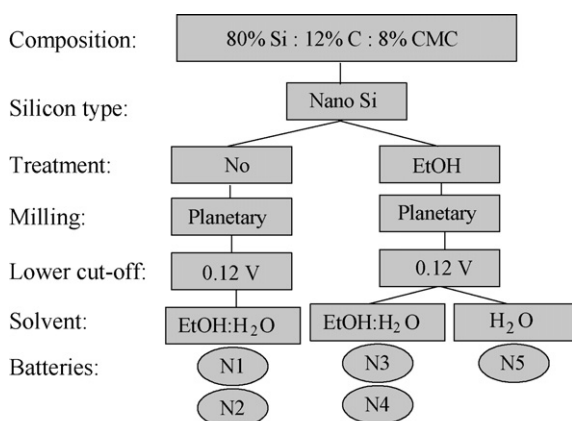 Composition: 80% Si : 12% C : 8% CMC
Silicon type: Nano Si
Treatment: No EtOH
Milling: Planetary Planetary
Lower cut-off: 0.12 V 0.12 V
Solvent: EtOH:H₂O EtOH:H₂O H₂O
Batteries: N1 N3 N5
N2 N4